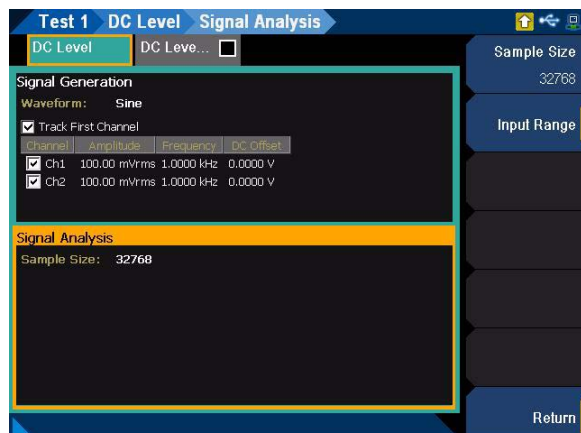 Test 1 DC Level Signal Analysis
DC Level DC Leve...
Sample Size
32768
Signal Generation
Waveform: Sine
Track First Channel
Input Range
Channel Amplitude Frequency DC Offset
Ch1 100.00 mVrms 1.0000 kHz 0.0000 V
Ch2 100.00 mVrms 1.0000 kHz 0.0000 V
Signal Analysis
Sample Size: 32768
Return